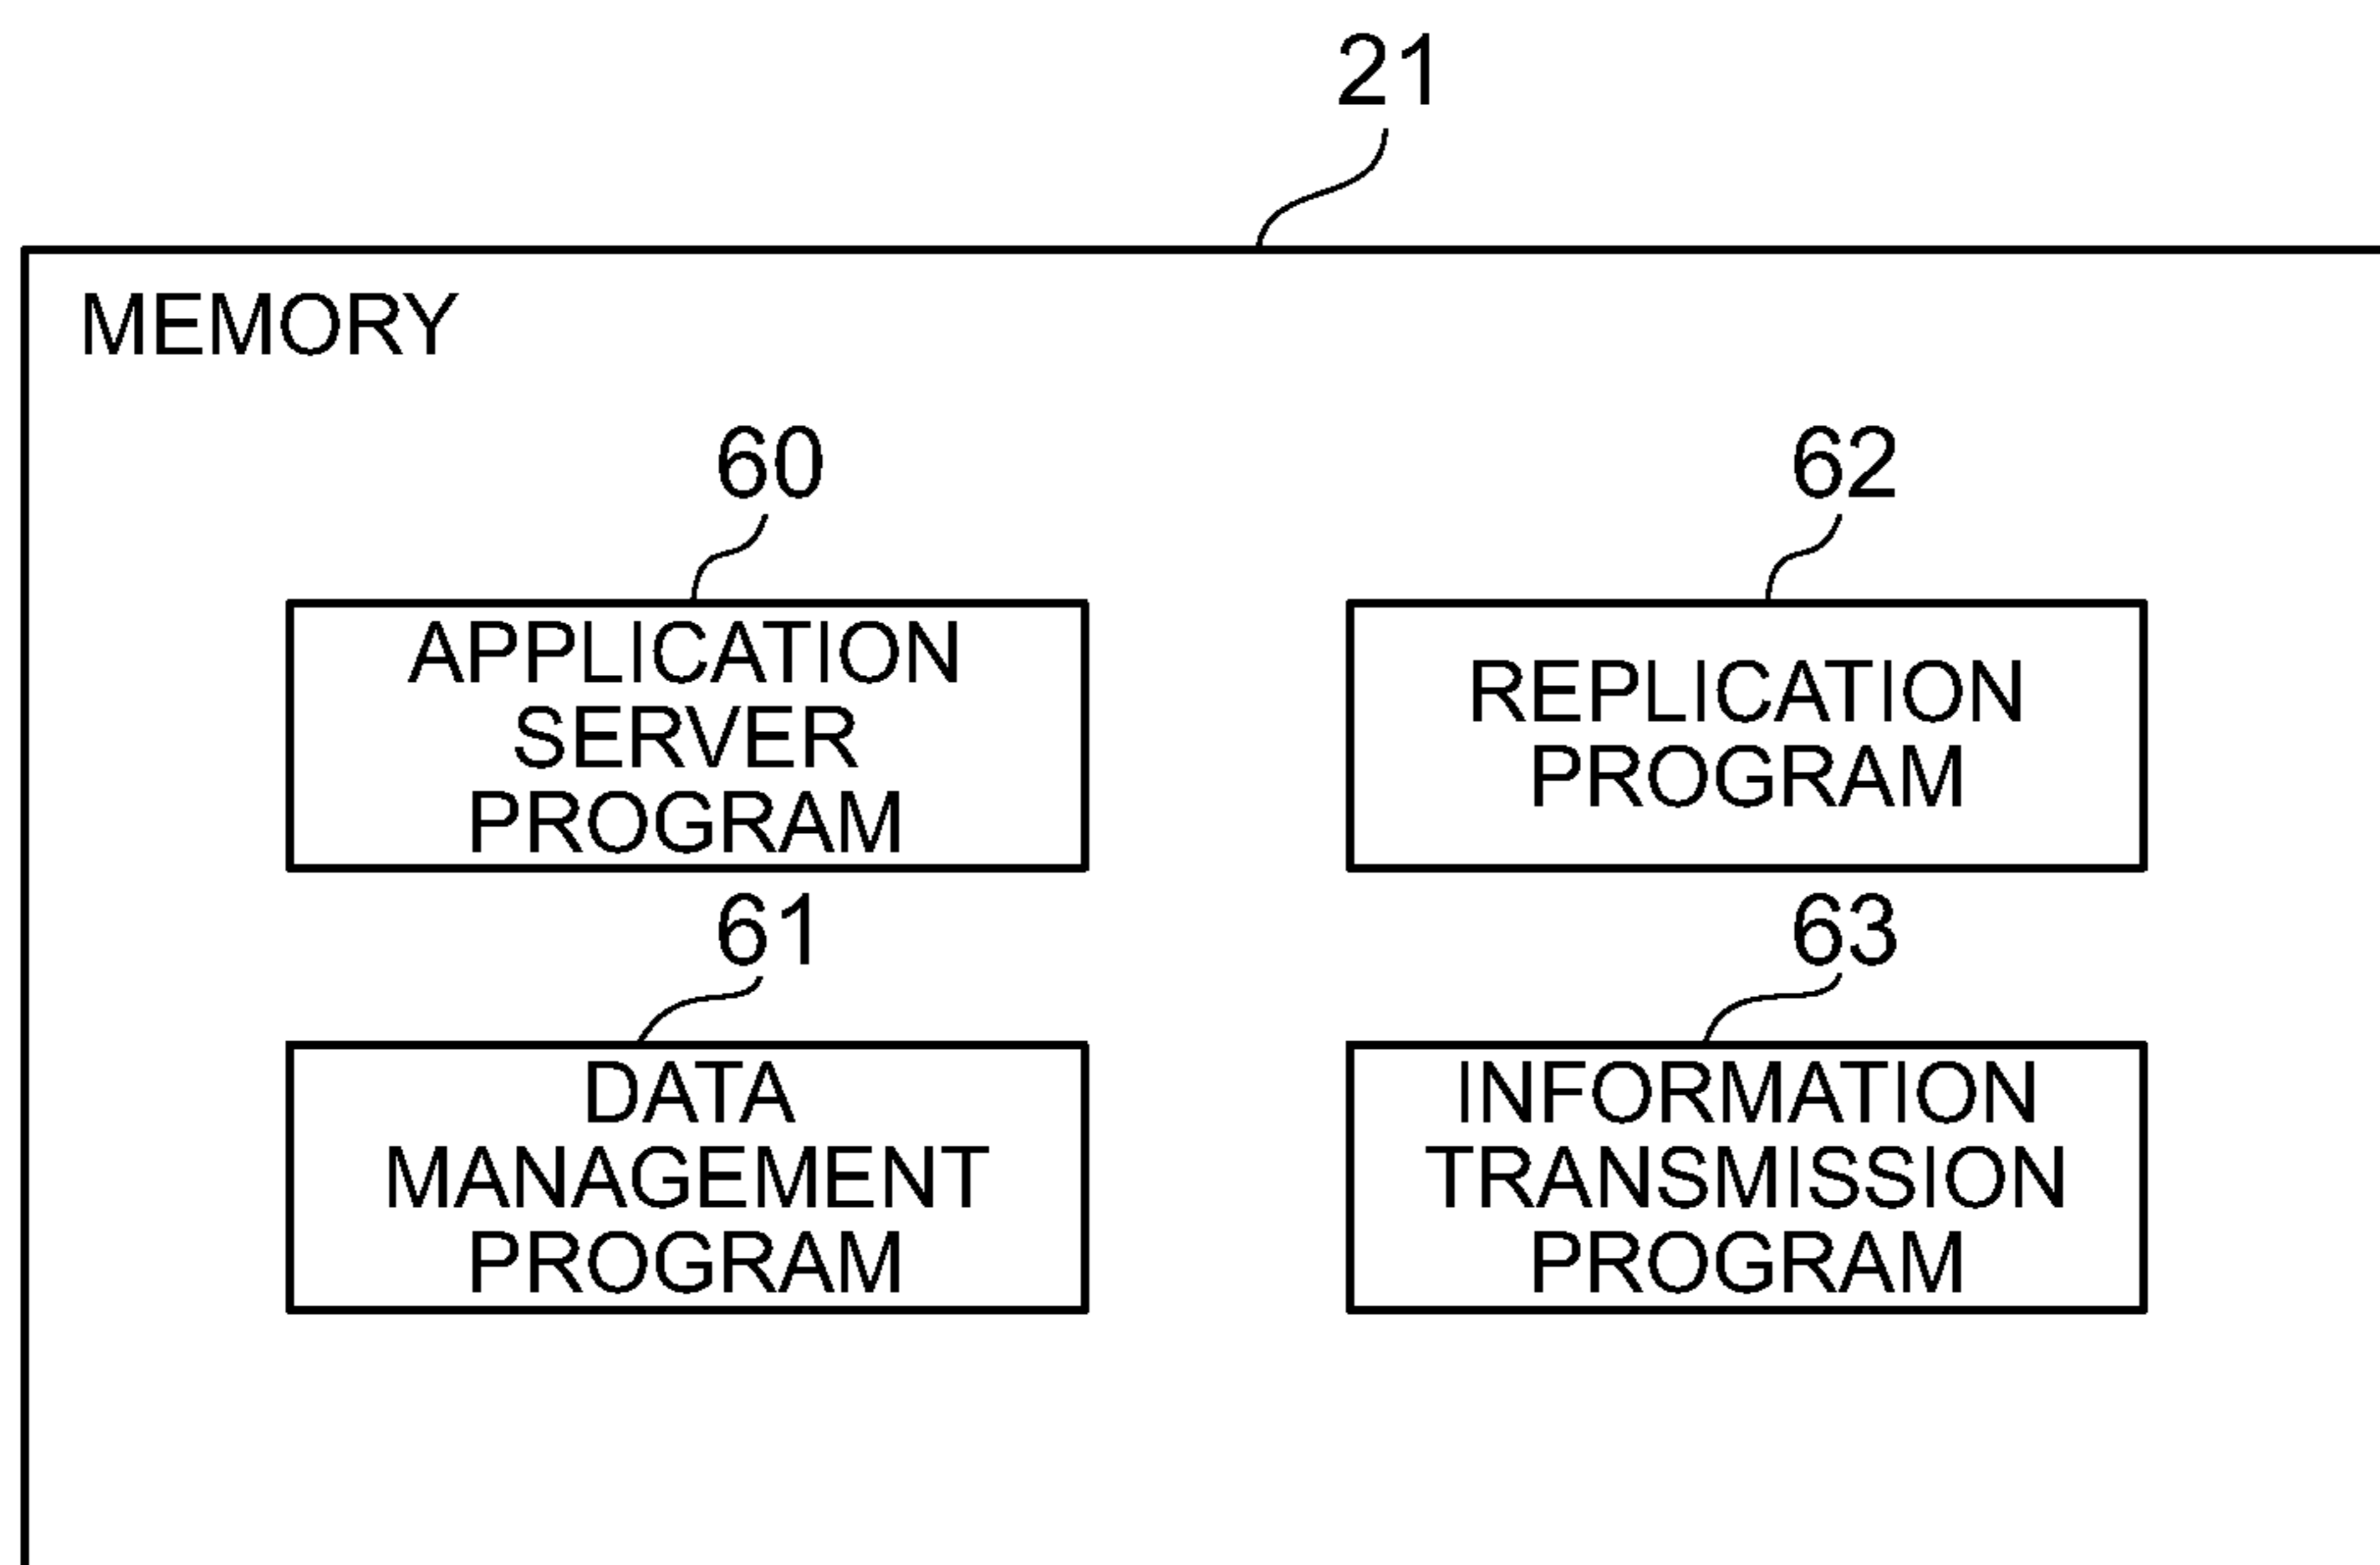 21
MEMORY
60
APPLICATION
SERVER
PROGRAM
62
REPLICATION
PROGRAM
61
DATA
MANAGEMENT
PROGRAM
63
INFORMATION
TRANSMISSION
PROGRAM